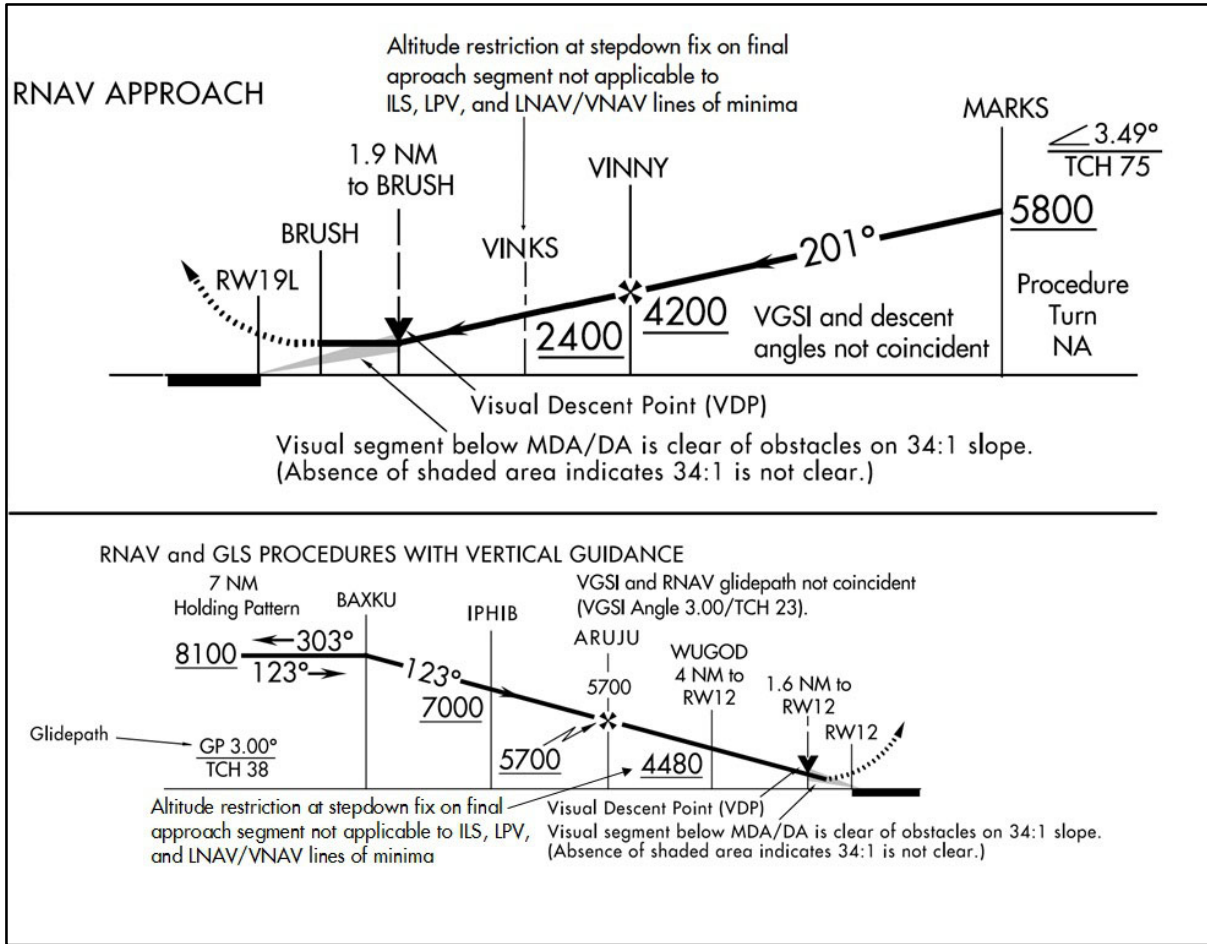 Altitude restriction at stepdown fix on final
aproach segment not applicable to
ILS, LPV, and LNAV/VNAV lines of minima
RNAV APPROACH
MARKS
3.49°
TCH 75
1.9 NM
to BRUSH
VINNY
5800
BRUSH
VINKS
201°
RW19L
Procedure
Turn
NA
4200
2400
VGSI and descent
angles not coincident
Visual Descent Point (VDP)
Visual segment below MDA/DA is clear of obstacles on 34:1 slope.
(Absence of shaded area indicates 34:1 is not clear.)
RNAV and GLS PROCEDURES WITH VERTICAL GUIDANCE
7 NM
Holding Pattern
BAXKU
IPHIB
VGSI and RNAV glidepath not coincident
(VGSI Angle 3.00/TCH 23).
ARUJU
WUGOD
4 NM to
RW12
1.6 NM to
RW12
RW12
303°
8100
123°
123°
7000
5700
Glidepath
GP 3.00°
TCH 38
5700
4480
Altitude restriction at stepdown fix on final
approach segment not applicable to ILS, LPV,
and LNAV/VNAV lines of minima
Visual Descent Point (VDP)
Visual segment below MDA/DA is clear of obstacles on 34:1 slope.
(Absence of shaded area indicates 34:1 is not clear.)